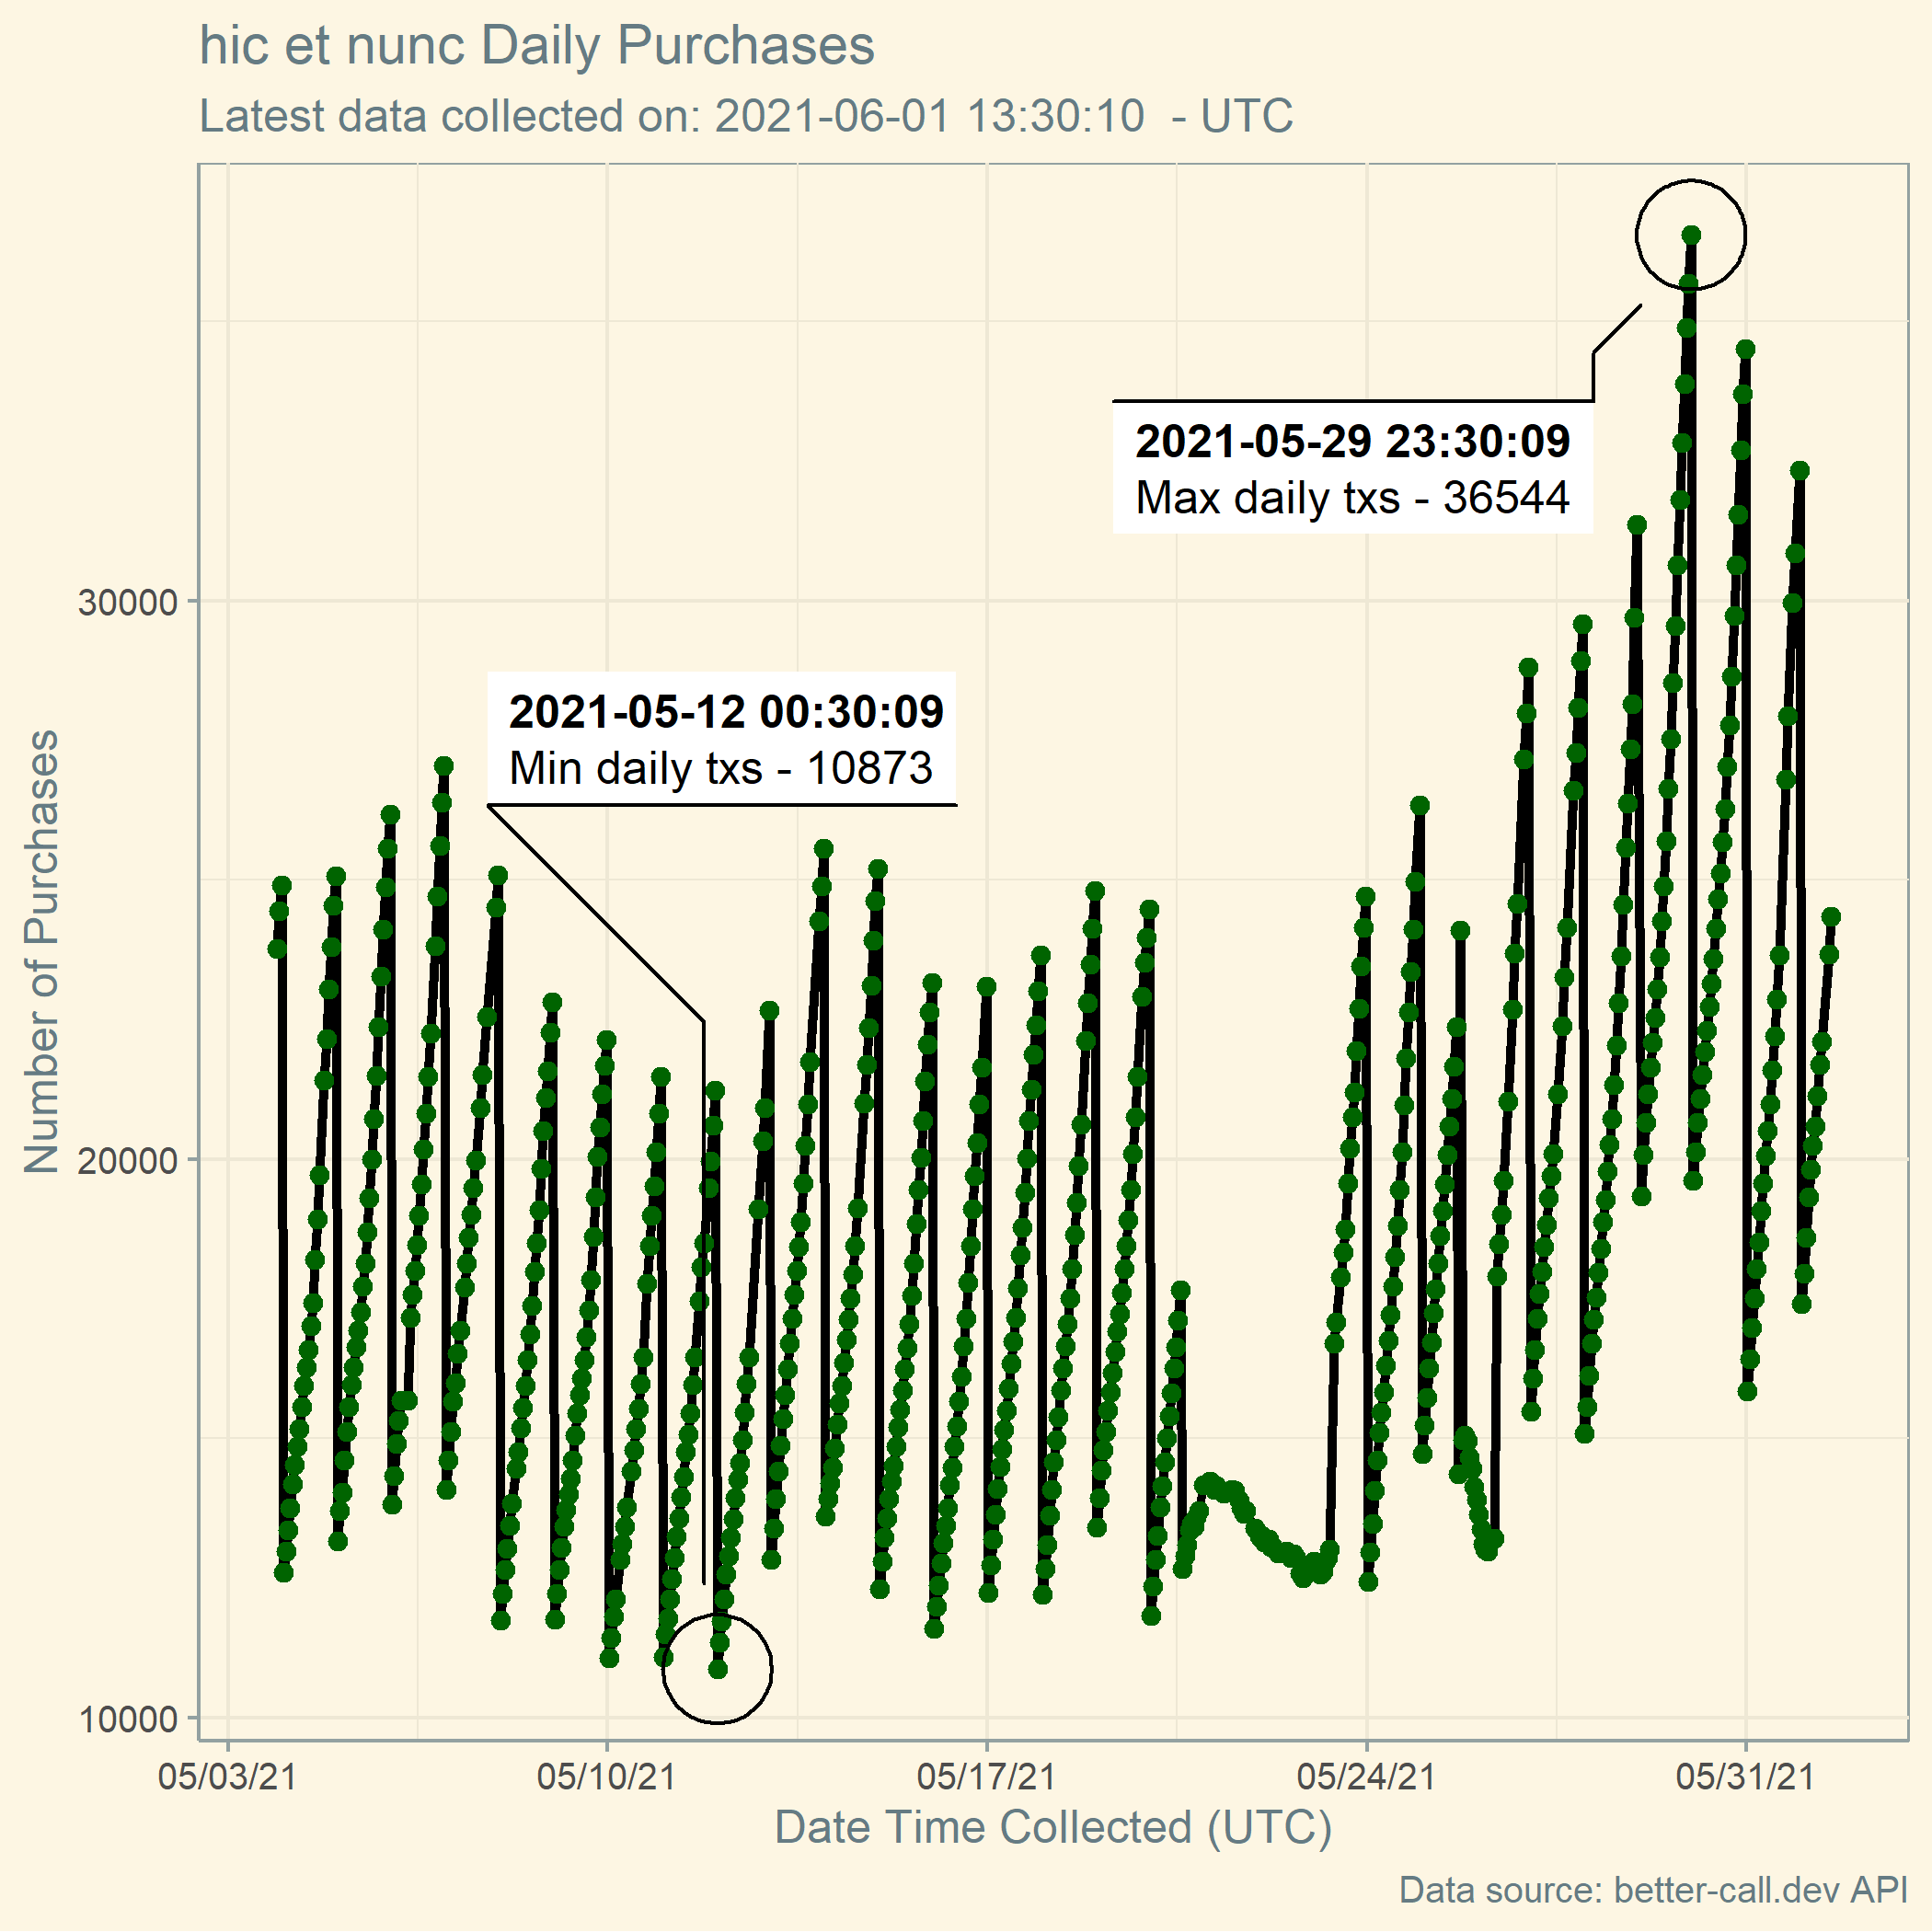 hic et nunc Daily Purchases
Latest data collected on: 2021-06-01 13:30:10  - UTC
2021-05-29 23:30:09
Max daily txs - 36544
2021-05-12 00:30:09
Min daily txs - 10873
Number of Purchases
30000
20000
10000
05/03/21
05/10/21
05/17/21
05/24/21
05/31/21
Date Time Collected (UTC)
Data source: better-call.dev API